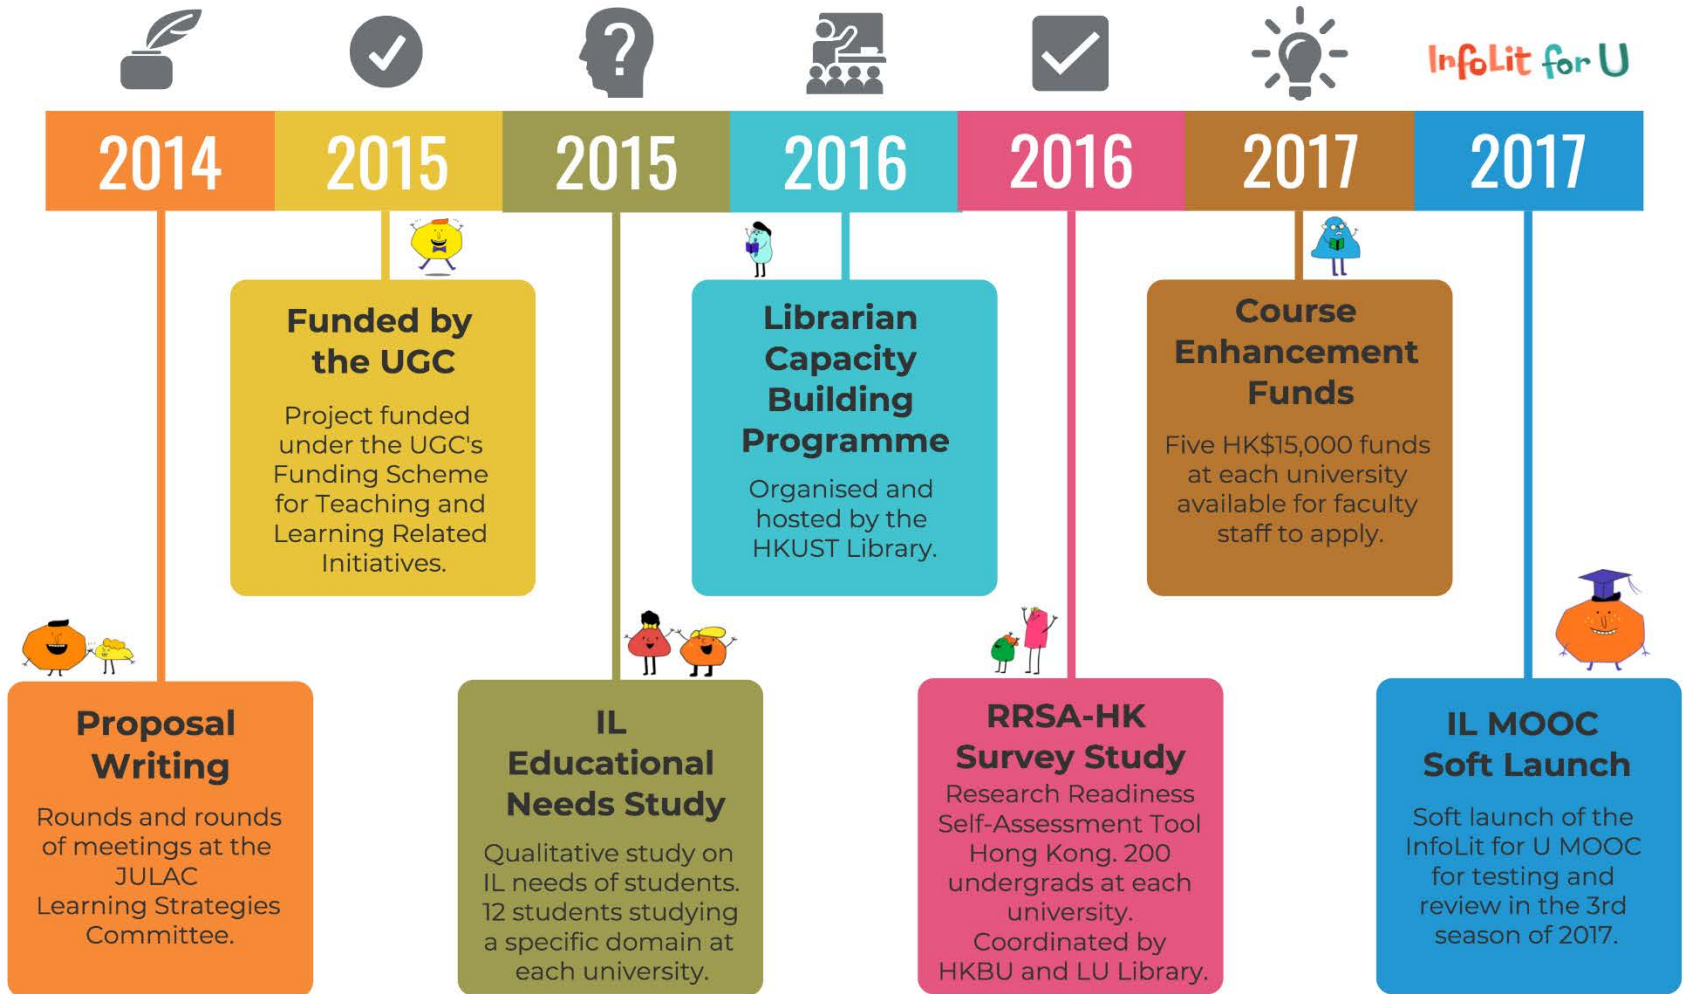 InfoLit for U
2014
2015
2015
2016
2016
2017
2017
Funded by
the UGC
Project funded
under the UGC's
Funding Scheme
for Teaching and
Learning Related
Initiatives.
Librarian
Capacity
Building
Programme
Organised and
hosted by the
HKUST Library.
Course
Enhancement
Funds
Five HK$15,000 funds
at each university
available for faculty
staff to apply.
Proposal
Writing
Rounds and rounds
of meetings at the
JULAC
Learning Strategies
Committee.
IL
Educational
Needs Study
Qualitative study on
IL needs of students.
12 students studying
a specific domain at
each university.
RRSA-HK
Survey Study
Research Readiness
Self-Assessment Tool
Hong Kong. 200
undergrads at each
university.
Coordinated by
HKBU and LU Library.
IL MOOC
Soft Launch
Soft launch of the
InfoLit for U MOOC
for testing and
review in the 3rd
season of 2017.